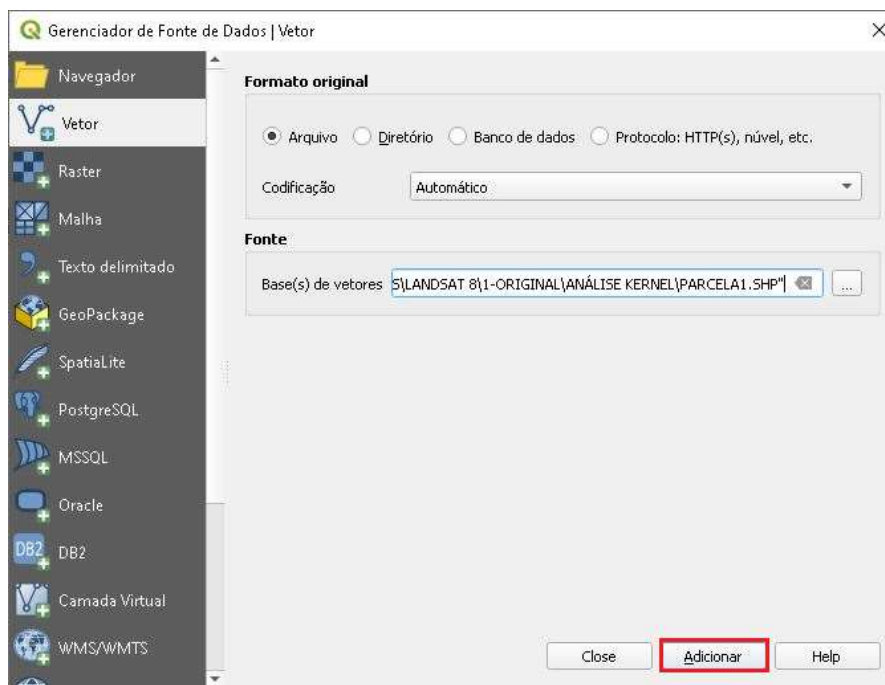 Gerenciador de Fonte de Dados | Vetor
Navegador
Vetor
Raster
Malha
Texto delimitado
GeoPackage
SpatiaLite
PostgreSQL
MSSQL
Oracle
DB2 DB2
Camada Virtual
WMS/WMTS
Formato original
Arquivo Diretório Banco de dados Protocolo: HTTP(s), núvel, etc.
Codificação Automático
Fonte
Base(s) de vetores S\LANDSAT 8\1-ORIGINAL\ANÁLISE KERNEL\PARCELA1.SHP" ...
Close Adicionar Help